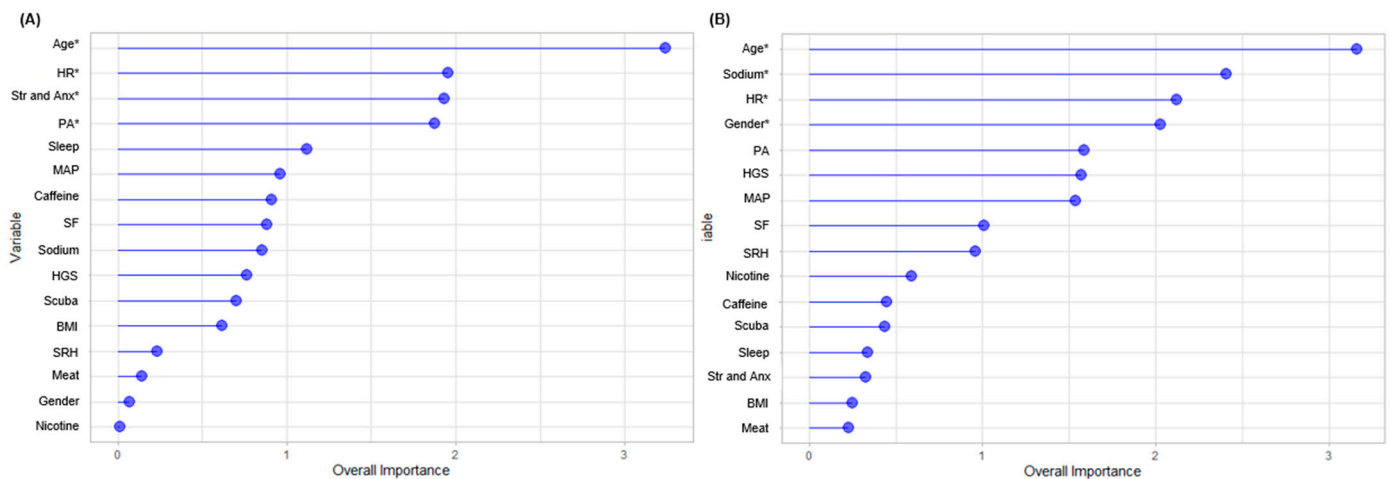 (A)
Age*
HR*
Str and Anx*
PA*
Sleep
MAP
Caffeine
SF
Sodium
HGS
Scuba
BMI
SRH
Meat
Gender
Nicotine
Variable
0 1 2 3
Overall Importance
(B)
Age*
Sodium*
HR*
Gender*
PA
HGS
MAP
SF
SRH
Nicotine
Caffeine
Scuba
Sleep
Str and Anx
BMI
Meat
iable
0 1 2 3
Overall Importance